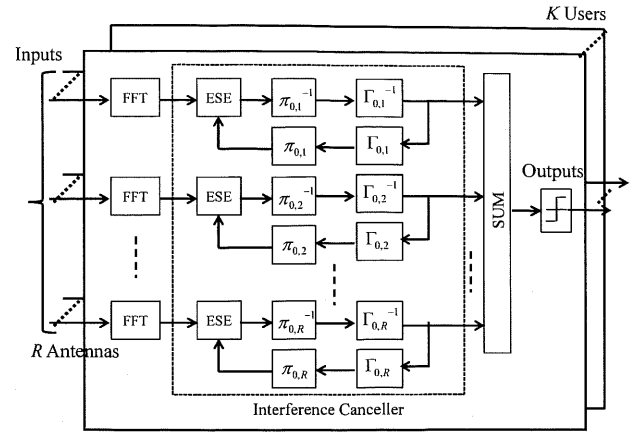 K Users
Inputs
FFT
ESE
π₀,₁⁻¹
Γ₀,₁⁻¹
π₀,₁
Γ₀,₁
Outputs
FFT
ESE
π₀,₂⁻¹
Γ₀,₂⁻¹
π₀,₂
Γ₀,₂
SUM
FFT
ESE
π₀,R⁻¹
Γ₀,R⁻¹
R Antennas
π₀,R
Γ₀,R
Interference Canceller